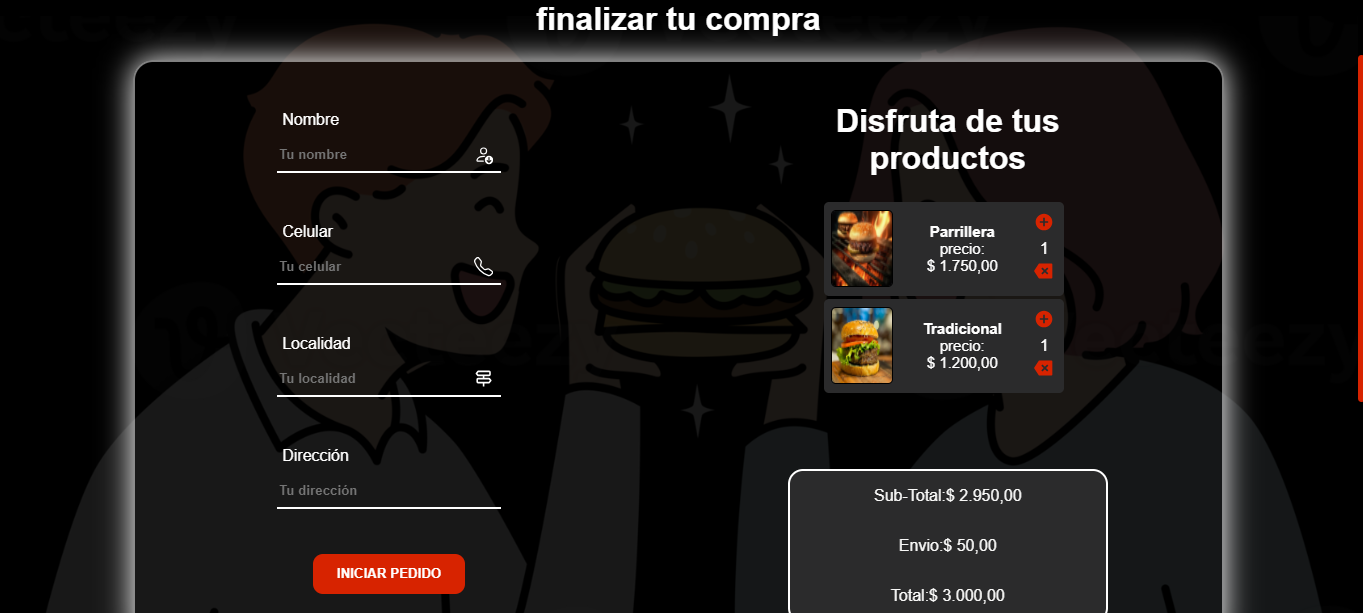 finalizar tu compra
Nombre
Tu nombre
Celular
Tu celular
Localidad
Tu localidad
Dirección
Tu dirección
INICIAR PEDIDO
Disfruta de tus
productos
Parrillera
precio:
$ 1.750,00
1
Tradicional
precio:
$ 1.200,00
1
Sub-Total:$ 2.950,00
Envio:$ 50,00
Total:$ 3.000,00